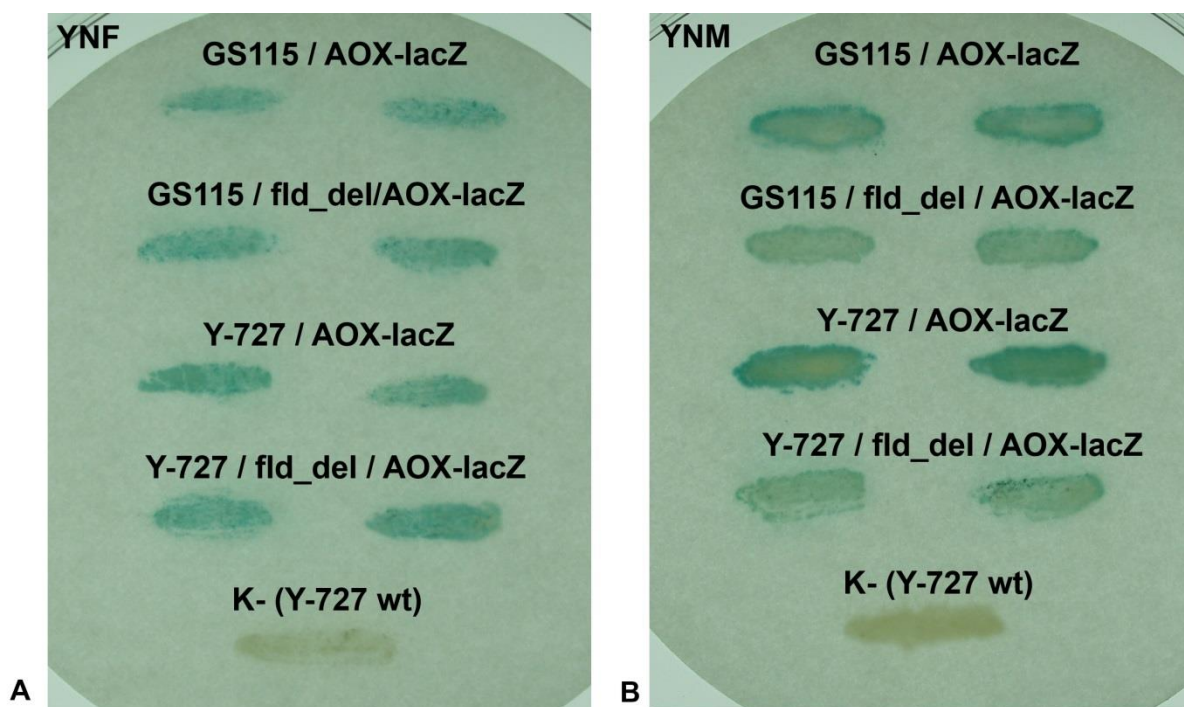 YNF
GS115 / AOX-lacZ
GS115 / fld_del/AOX-lacZ
Y-727 / AOX-lacZ
Y-727 / fld_del / AOX-lacZ
K- (Y-727 wt)
A
YNM
GS115 / AOX-lacZ
GS115 / fld_del / AOX-lacZ
Y-727 / AOX-lacZ
Y-727 / fld_del / AOX-lacZ
K- (Y-727 wt)
B